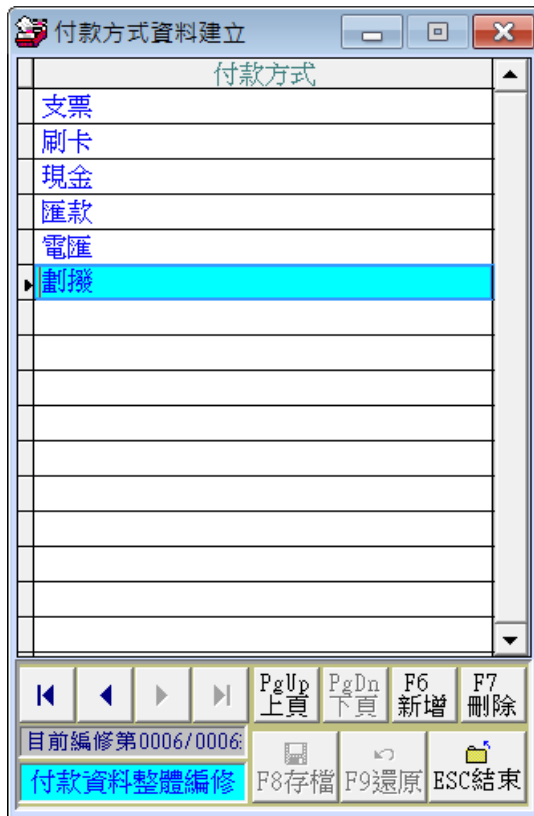 付款方式資料建立
付款方式
支票
刷卡
現金
匯款
電匯
劃撥
PgUp
上頁
PgDn
下頁
F6
新增
F7
刪除
目前編修第0006/0006:
付款資料整體編修
F8存檔
F9還原
ESC結束